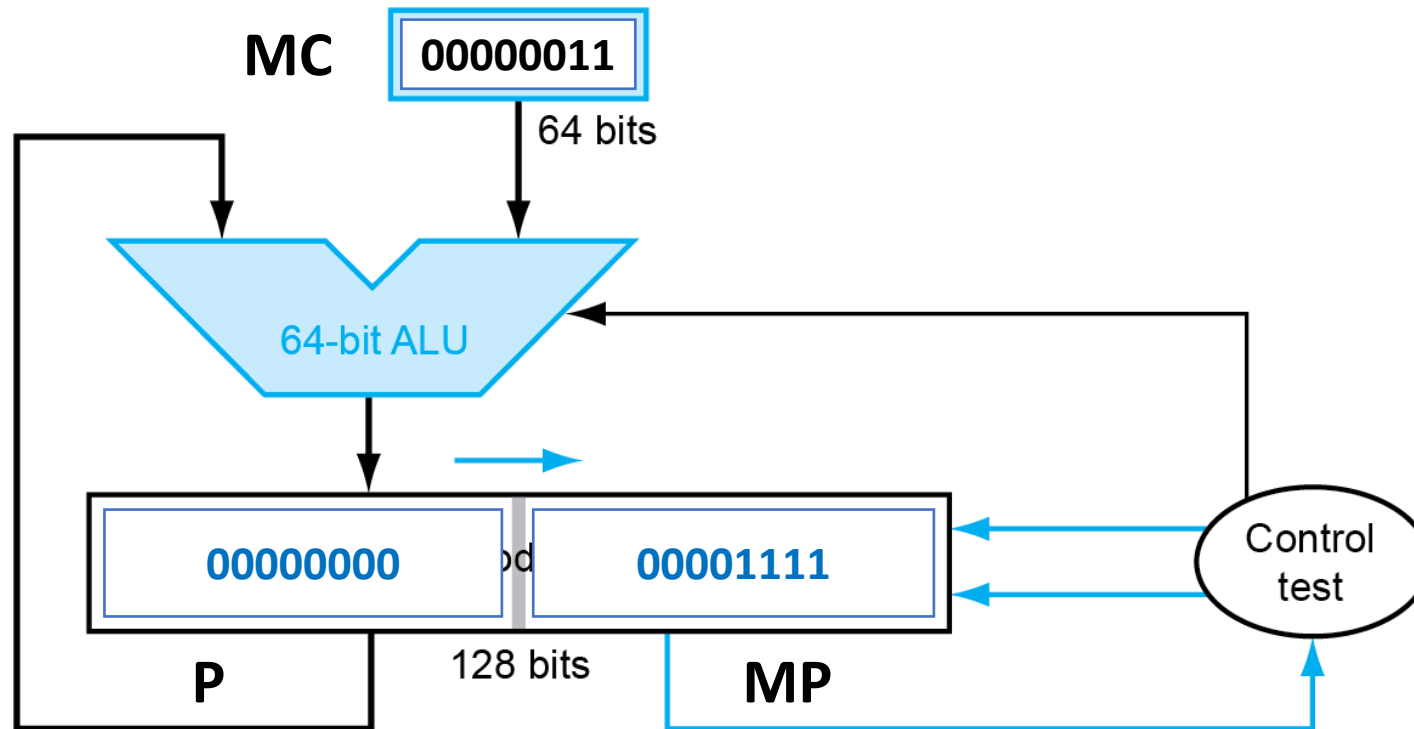 MC
00000011
64 bits
64-bit ALU
00000000
00001111
Control
test
128 bits
P
MP